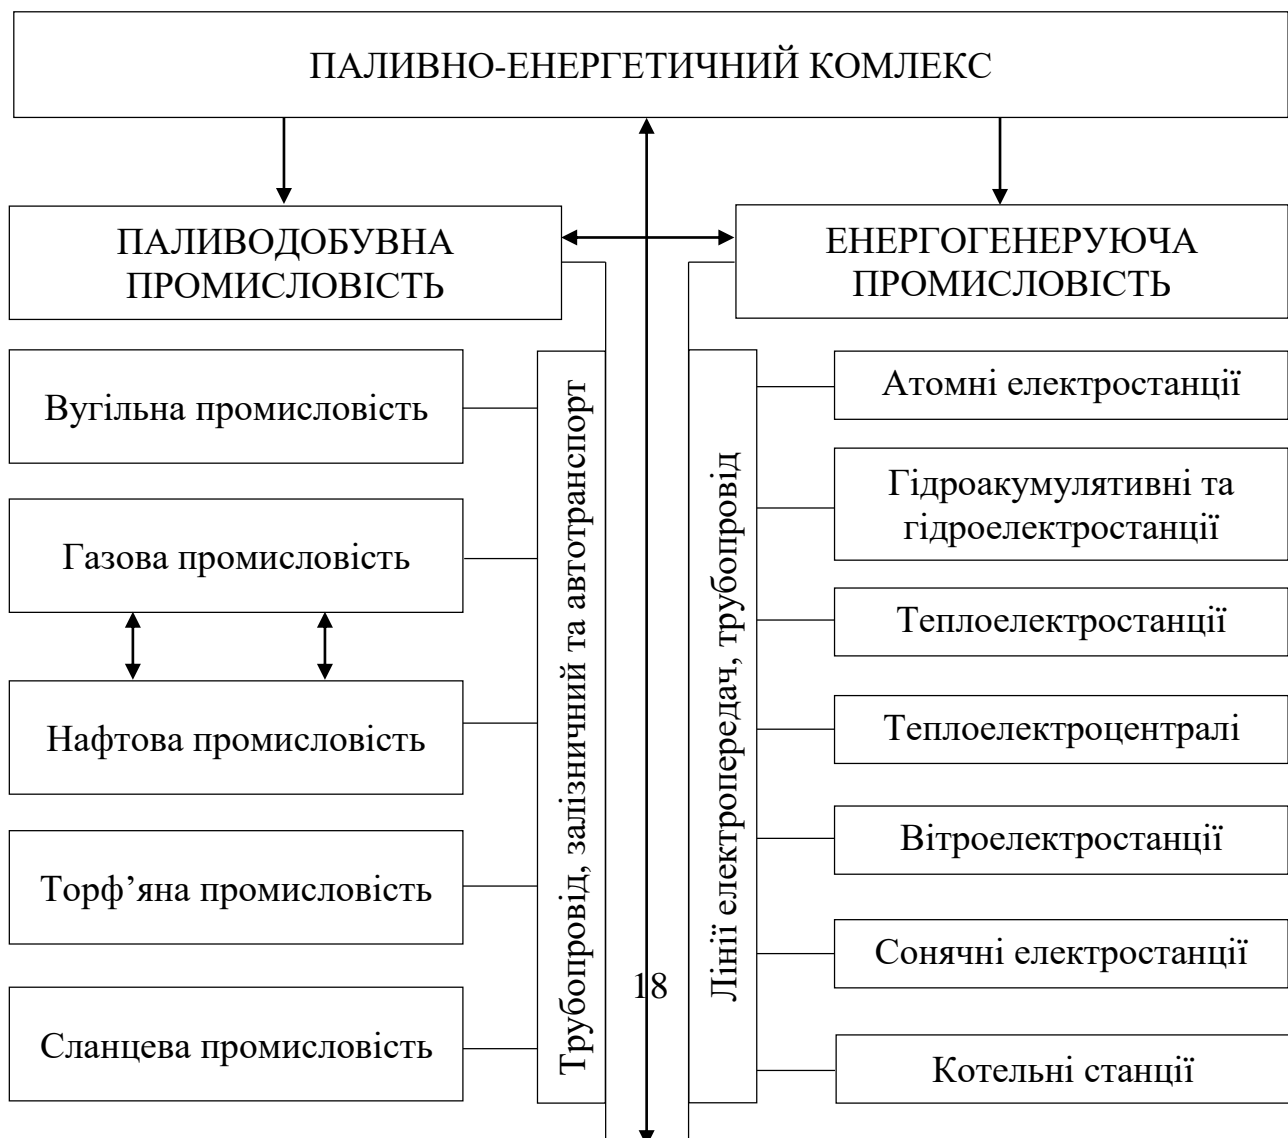 ПАЛИВНО-ЕНЕРГЕТИЧНИЙ КОМЛЕКС
ПАЛИВОДОБУВНА
ПРОМИСЛОВІСТЬ
ЕНЕРГОГЕНЕРУЮЧА
ПРОМИСЛОВІСТЬ
Вугільна промисловість
Газова промисловість
Нафтова промисловість
Торф’яна промисловість
Сланцева промисловість
Трубопровід, залізничний та автотранспорт
18
Лінії електропередач, трубопровід
Атомні електростанції
Гідроакумулятивні та
гідроелектростанції
Теплоелектростанції
Теплоелектроцентралі
Вітроелектростанції
Сонячні електростанції
Котельні станції